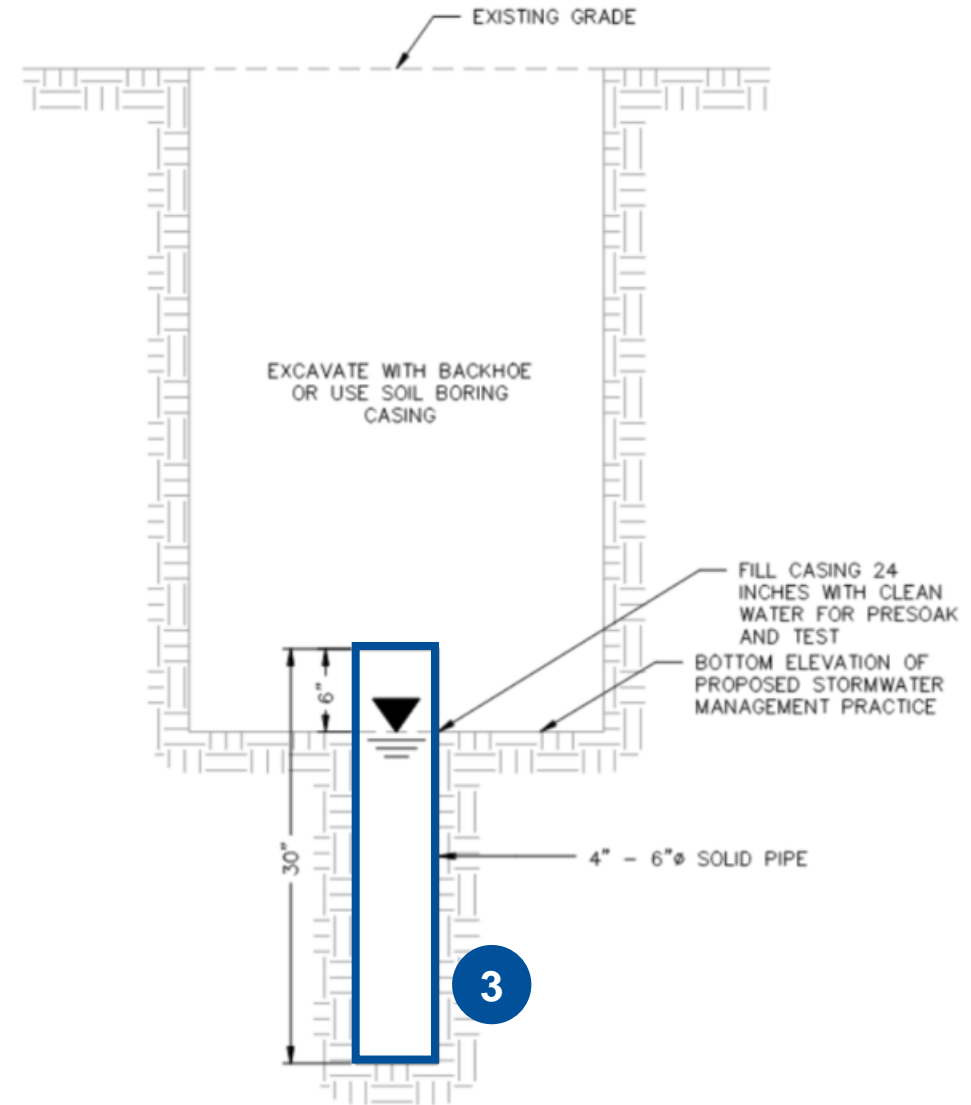 EXISTING GRADE
EXCAVATE WITH BACKHOE
OR USE SOIL BORING
CASING
FILL CASING 24
INCHES WITH CLEAN
WATER FOR PRESOAK
AND TEST
BOTTOM ELEVATION OF
PROPOSED STORMWATER
MANAGEMENT PRACTICE
6"
30"
4" - 6"ø SOLID PIPE
3